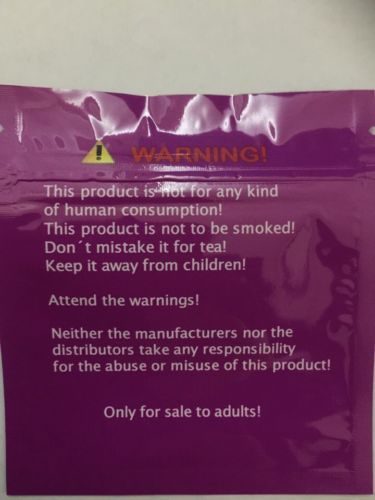 WARNING!
This product is not for any kind
of human consumption!
This product is not to be smoked!
Don´t mistake it for tea!
Keep it away from children!
Attend the warnings!
Neither the manufacturers nor the
distributors take any responsibility
for the abuse or misuse of this product!
Only for sale to adults!